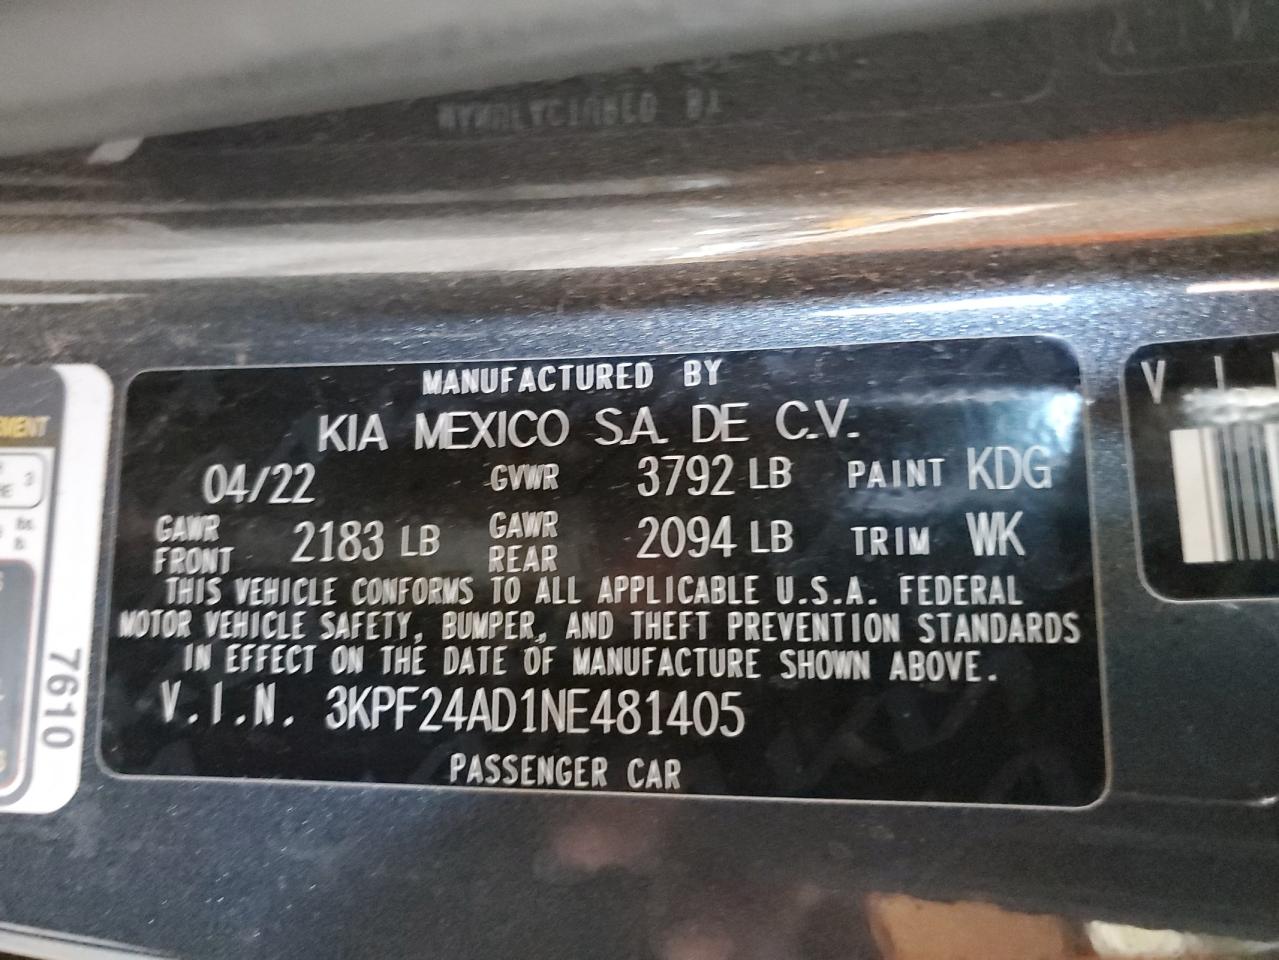 MANUFACTURED BY
KIA MEXICO S.A. DE C.V.
04/22 GVWR 3792 LB PAINT KDG
GAWR FRONT 2183 LB GAWR REAR 2094 LB TRIM WK
THIS VEHICLE CONFORMS TO ALL APPLICABLE U.S.A. FEDERAL
MOTOR VEHICLE SAFETY, BUMPER, AND THEFT PREVENTION STANDARDS
IN EFFECT ON THE DATE OF MANUFACTURE SHOWN ABOVE.
V.I.N. 3KPF24AD1NE481405
PASSENGER CAR
7610
V I